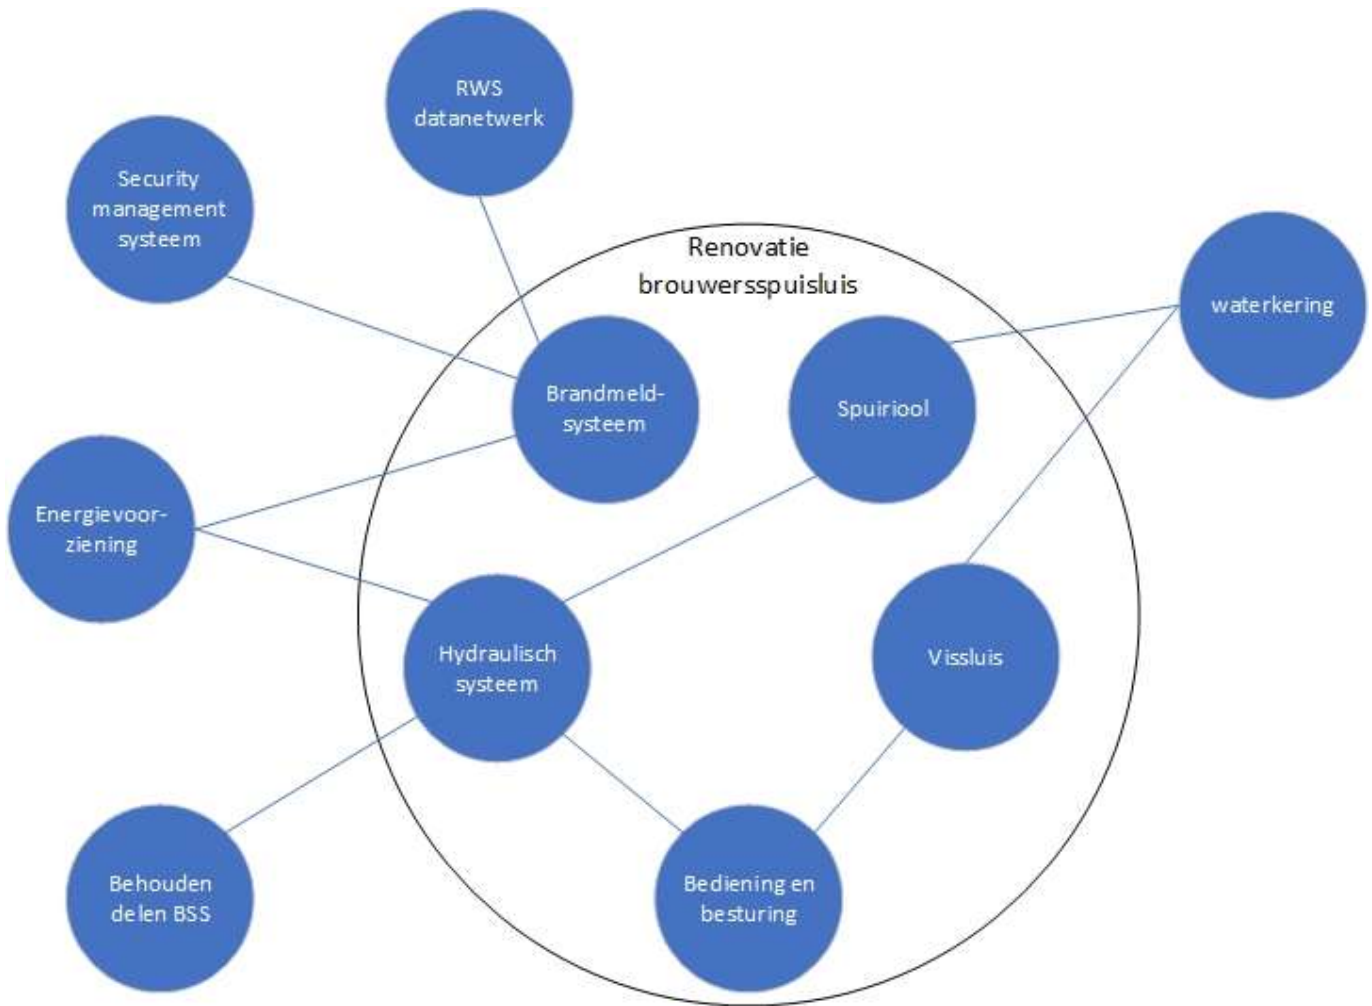 RWS
datanetwerk
Security
management
systeem
Renovatie
brouwersspuisluis
waterkering
Brandmeld-
systeem
Spuiriool
Energievoor-
ziening
Hydraulisch
systeem
Vissluis
Behouden
delen BSS
Bediening en
besturing